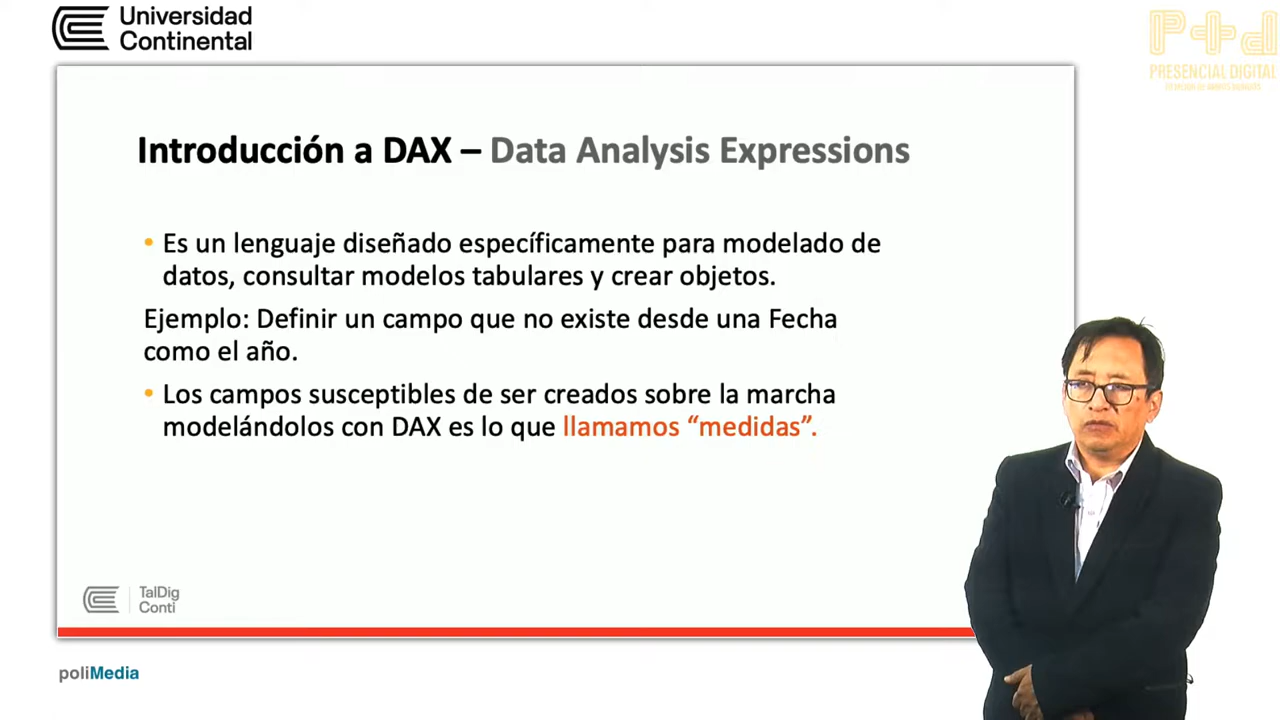 Universidad
Continental
P+d
PRESENCIAL DIGITAL
Introducción a DAX – Data Analysis Expressions
• Es un lenguaje diseñado específicamente para modelado de
datos, consultar modelos tabulares y crear objetos.
Ejemplo: Definir un campo que no existe desde una Fecha
como el año.
• Los campos susceptibles de ser creados sobre la marcha
modelándolos con DAX es lo que llamamos “medidas”.
TalDig
Conti
poliMedia